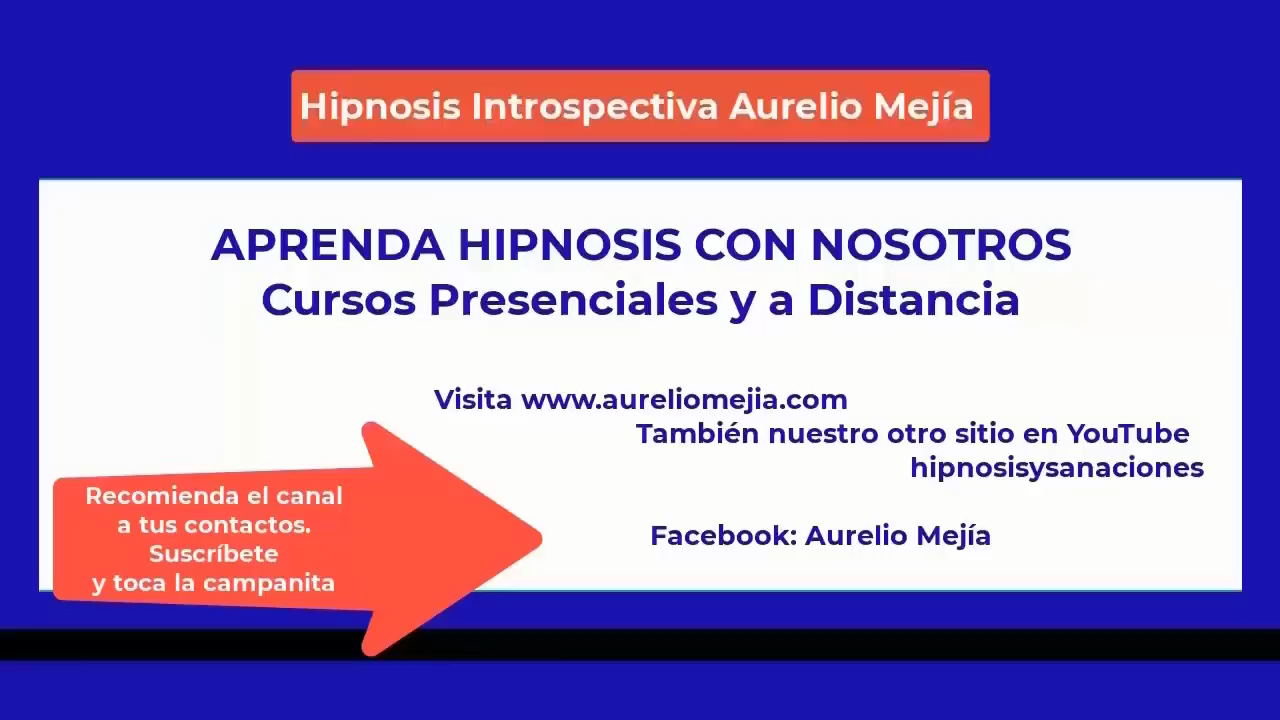 Hipnosis Introspectiva Aurelio Mejía
APRENDA HIPNOSIS CON NOSOTROS
Cursos Presenciales y a Distancia
Visita www.aureliomejia.com
También nuestro otro sitio en YouTube
hipnosisysanaciones
Facebook: Aurelio Mejía
Recomienda el canal
a tus contactos.
Suscríbete
y toca la campanita